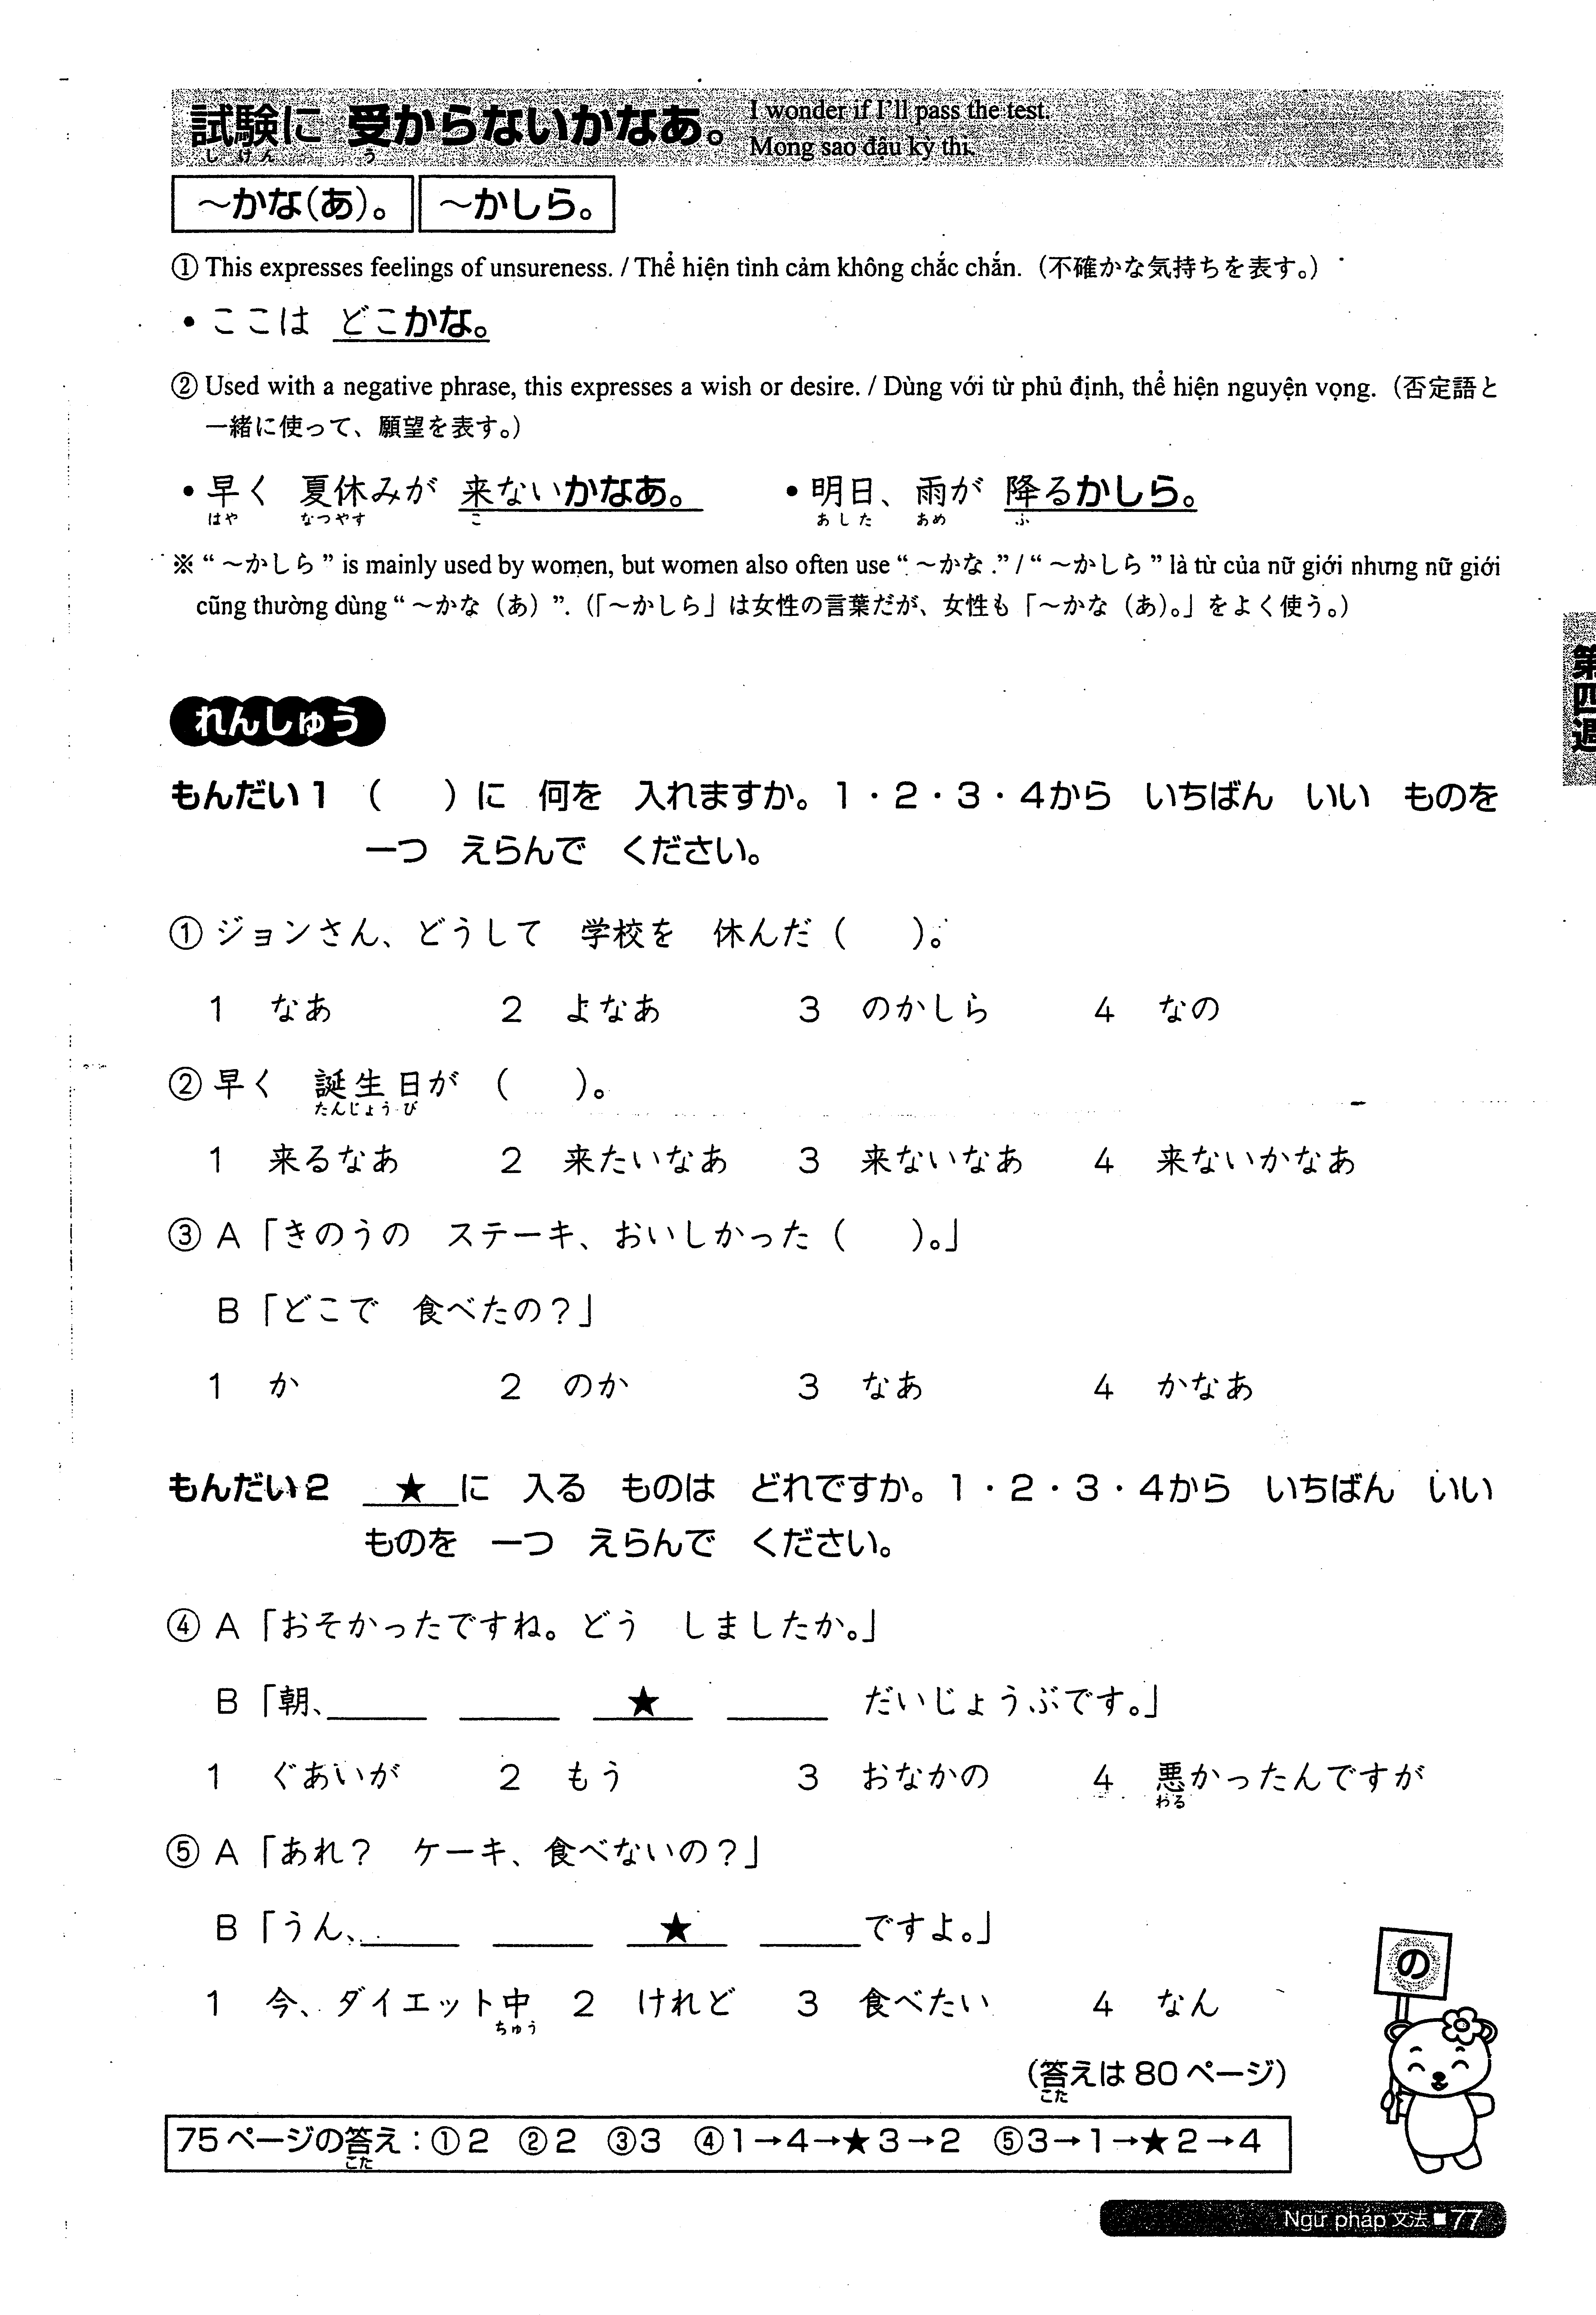 試験に 受からないかなあ。 I wonder if I'll pass the test.
しけん う Mong sao đậu kỳ thi.
～かな(あ)。 ～かしら。
① This expresses feelings of unsureness. / Thể hiện tình cảm không chắc chắn.（不確かな気持ちを表す。）
• ここは どこかな。
② Used with a negative phrase, this expresses a wish or desire. / Dùng với từ phủ định, thể hiện nguyện vọng.（否定語と
一緒に使って、願望を表す。）
• 早く 夏休みが 来ないかなあ。 • 明日、雨が 降るかしら。
はや なつやす こ あした あめ ふ
※ “ ～かしら ” is mainly used by women, but women also often use “ ～かな .” / “ ～かしら ” là từ của nữ giới nhưng nữ giới
cũng thường dùng “ ～かな（あ）”.（「～かしら」は女性の言葉だが、女性も「～かな（あ）。」をよく使う。）
第四週
れんしゅう
もんだい1 （ ）に 何を 入れますか。1・2・3・4から いちばん いい ものを
一つ えらんで ください。
① ジョンさん、どうして 学校を 休んだ（ ）。
1 なあ 2 よなあ 3 のかしら 4 なの
② 早く 誕生日が （ ）。
たんじょうび
1 来るなあ 2 来たいなあ 3 来ないなあ 4 来ないかなあ
③ A「きのうの ステーキ、おいしかった（ ）。」
B「どこで 食べたの？」
1 か 2 のか 3 なあ 4 かなあ
もんだい2 ＿★＿に 入る ものは どれですか。1・2・3・4から いちばん いい
ものを 一つ えらんで ください。
④ A「おそかったですね。どう しましたか。」
B「朝、＿＿＿ ＿＿＿ ＿★＿ ＿＿＿ だいじょうぶです。」
1 ぐあいが 2 もう 3 おなかの 4 悪かったんですが
わる
⑤ A「あれ？ ケーキ、食べないの？」
B「うん、＿＿＿ ＿＿＿ ＿★＿ ＿＿＿ですよ。」
1 今、ダイエット中 2 けれど 3 食べたい 4 なん
ちゅう
の
（答えは 80 ページ）
こた
75 ページの答え：①2 ②2 ③3 ④1→4→★3→2 ⑤3→1→★2→4
こた
Ngữ pháp 文法 ■ 77